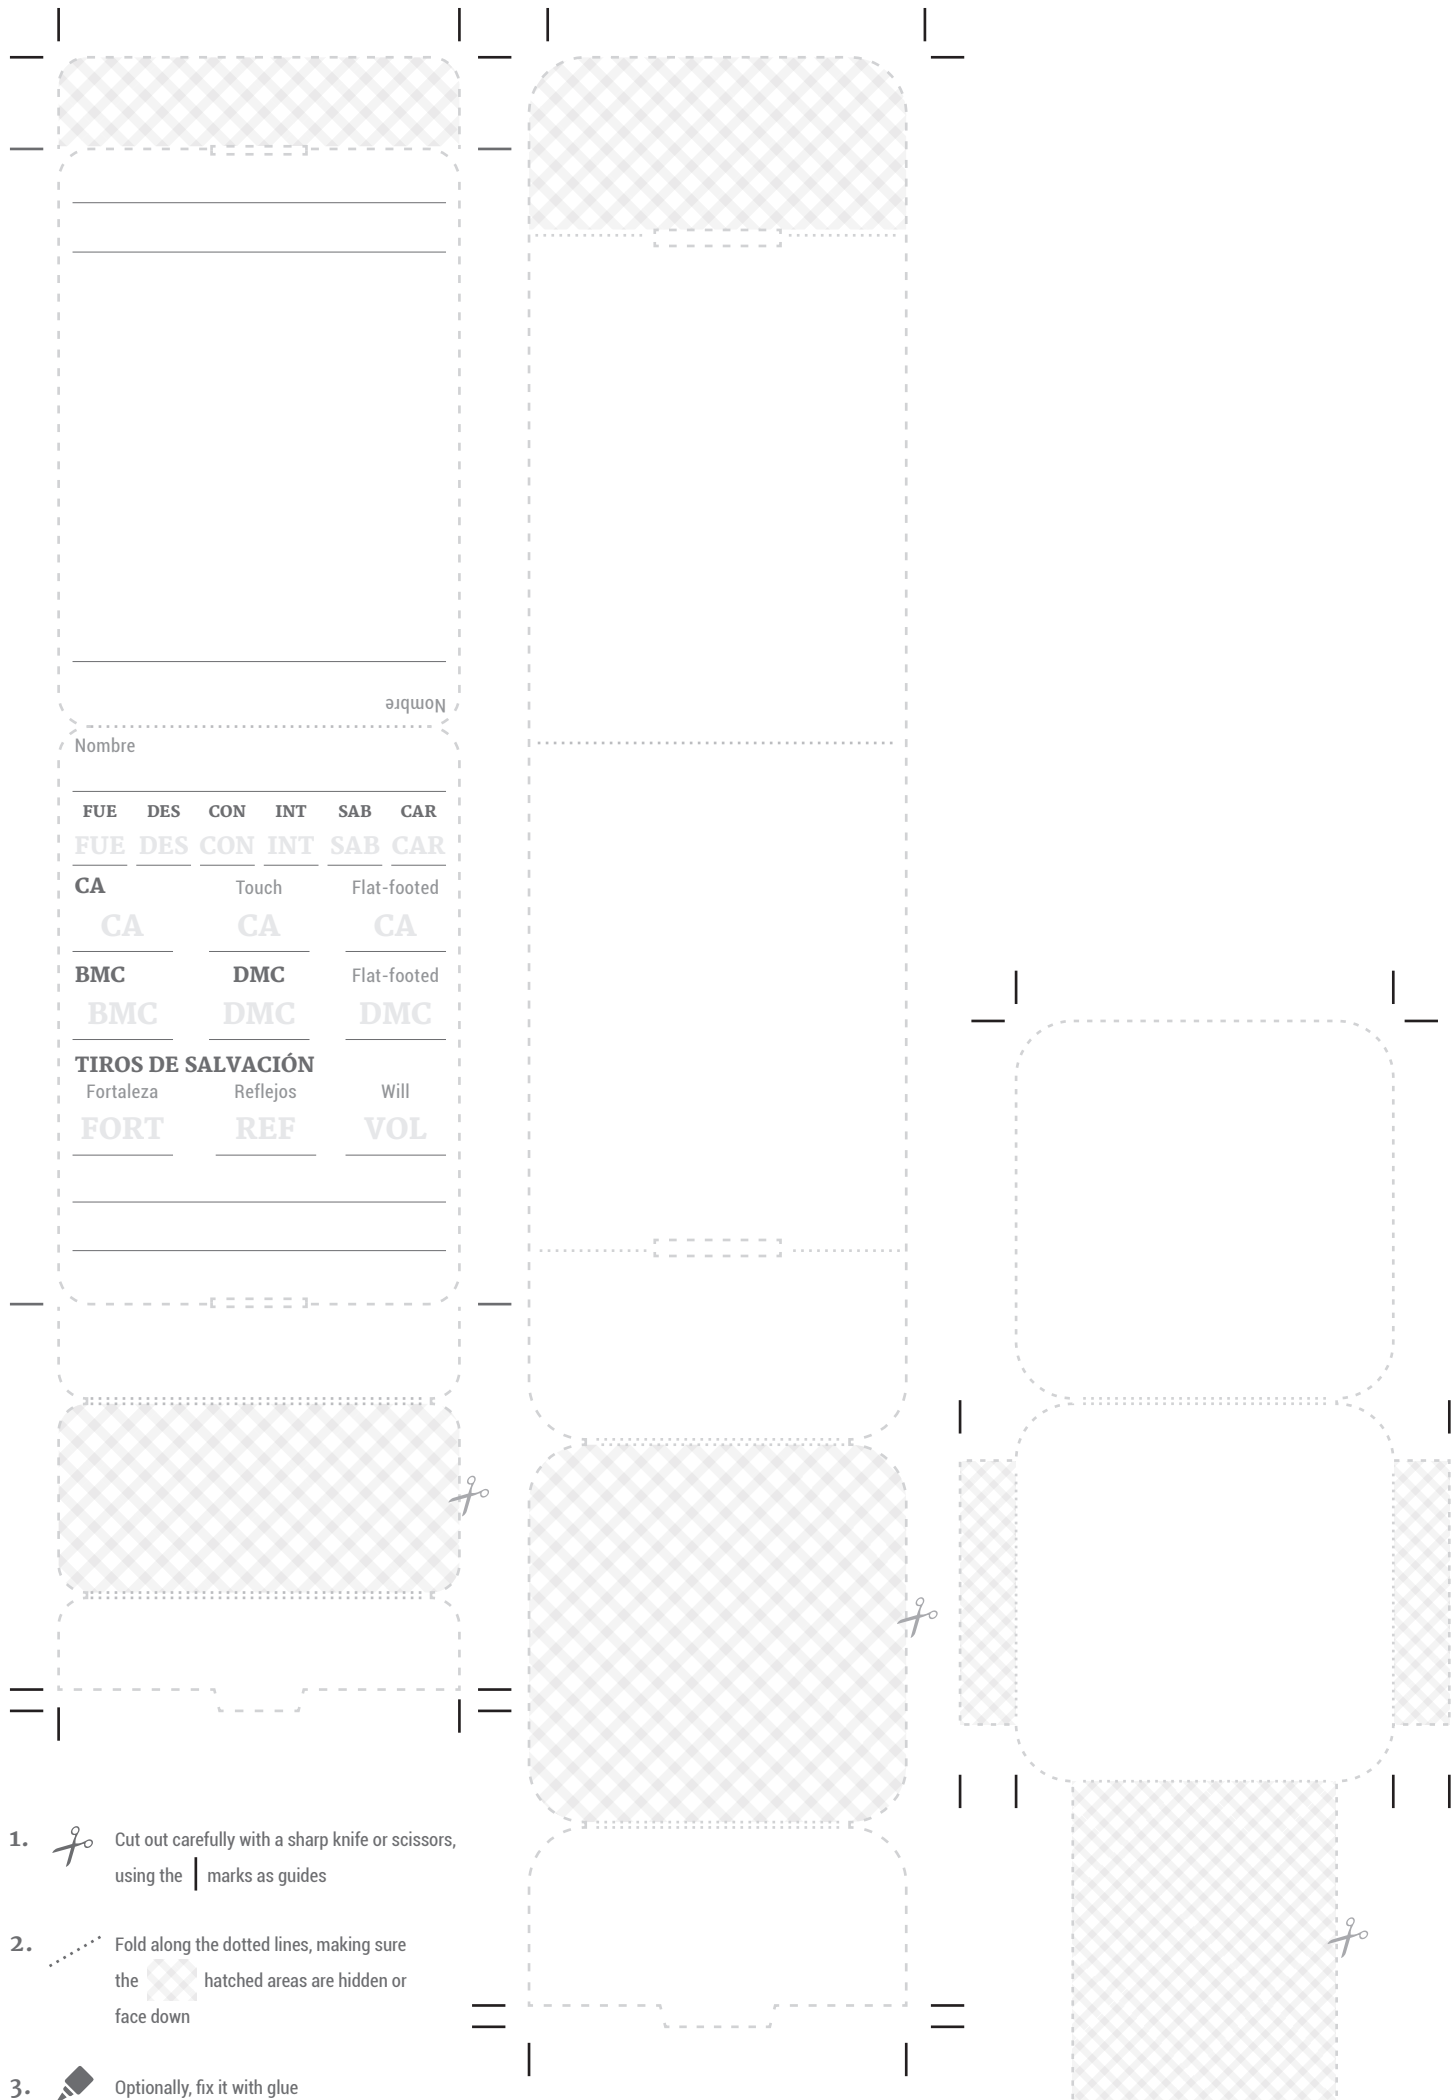 Nombre
Nombre
FUE DES CON INT SAB CAR
FUE DES CON INT SAB CAR
CA Touch Flat-footed
CA CA CA
BMC DMC Flat-footed
BMC DMC DMC
TIROS DE SALVACIÓN
Fortaleza Reflejos Will
FORT REF VOL
1. Cut out carefully with a sharp knife or scissors,
using the marks as guides
2. Fold along the dotted lines, making sure
the hatched areas are hidden or
face down
3. Optionally, fix it with glue